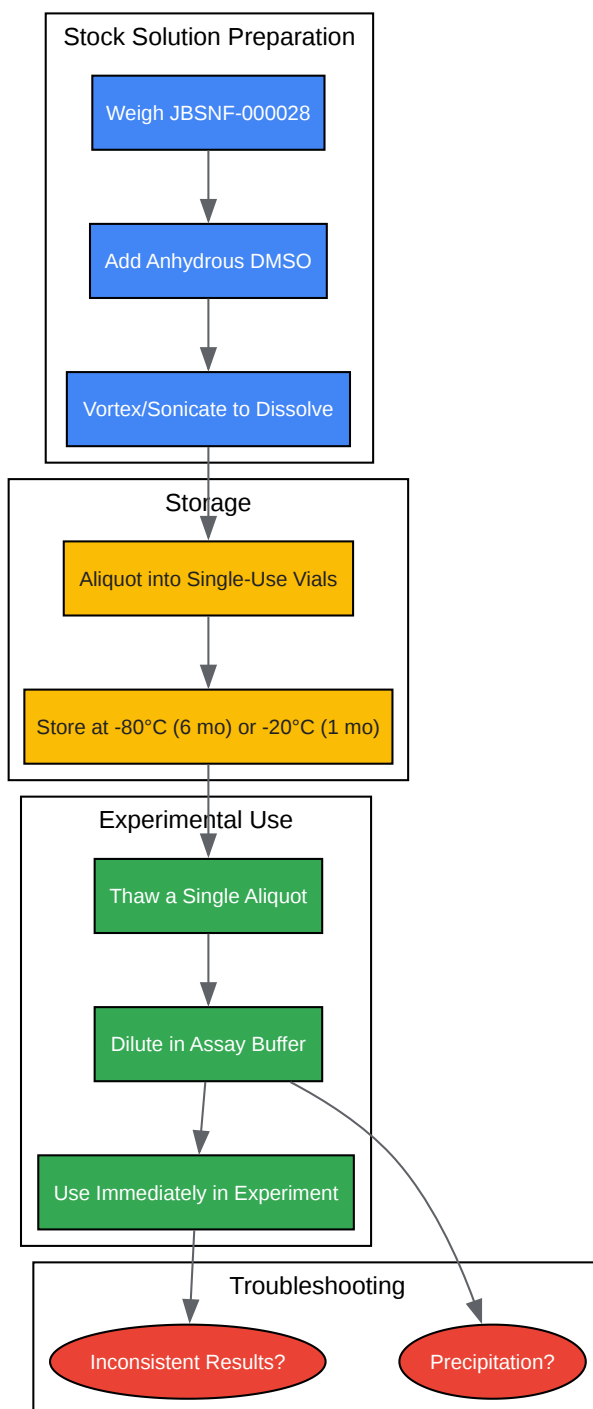 Stock Solution Preparation
Weigh JBSNF-000028
Add Anhydrous DMSO
Vortex/Sonicate to Dissolve
Storage
Aliquot into Single-Use Vials
Store at -80°C (6 mo) or -20°C (1 mo)
Experimental Use
Thaw a Single Aliquot
Dilute in Assay Buffer
Use Immediately in Experiment
Troubleshooting
Inconsistent Results?
Precipitation?